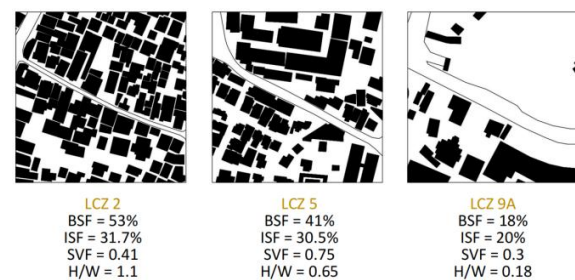 LCZ 2
BSF = 53%
ISF = 31.7%
SVF = 0.41
H/W = 1.1
LCZ 5
BSF = 41%
ISF = 30.5%
SVF = 0.75
H/W = 0.65
LCZ 9A
BSF = 18%
ISF = 20%
SVF = 0.3
H/W = 0.18